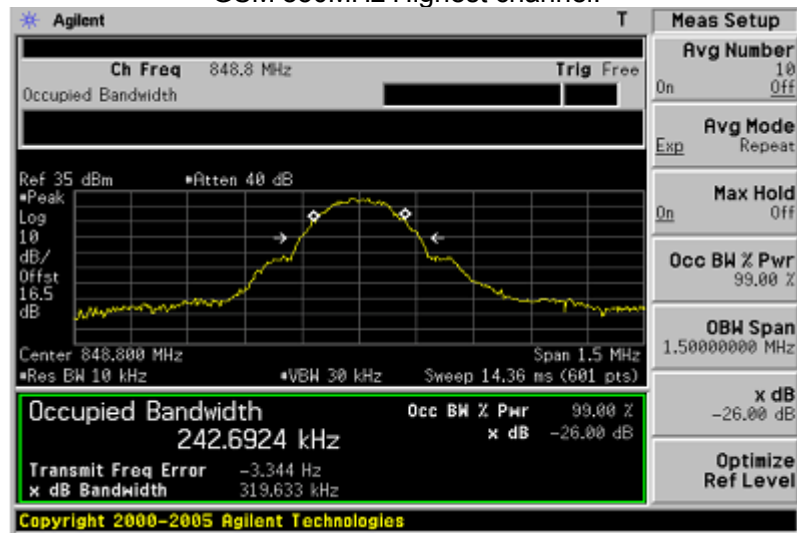 Agilent T Meas Setup
Ch Freq 848.8 MHz Trig Free
Occupied Bandwidth
Ref 35 dBm *Atten 40 dB
*Peak
Log
10
dB/
Offst
16.5
dB
Center 848.800 MHz Span 1.5 MHz
*Res BW 10 kHz *VBW 30 kHz Sweep 14.36 ms (601 pts)
Occupied Bandwidth Occ BW % Pwr 99.00 %
242.6924 kHz x dB -26.00 dB
Transmit Freq Error -3.344 Hz
x dB Bandwidth 319.633 kHz
Copyright 2000-2005 Agilent Technologies
Avg Number
10
On Off
Avg Mode
Exp Repeat
Max Hold
On Off
Occ BW % Pwr
99.00 %
OBW Span
1.50000000 MHz
x dB
-26.00 dB
Optimize
Ref Level